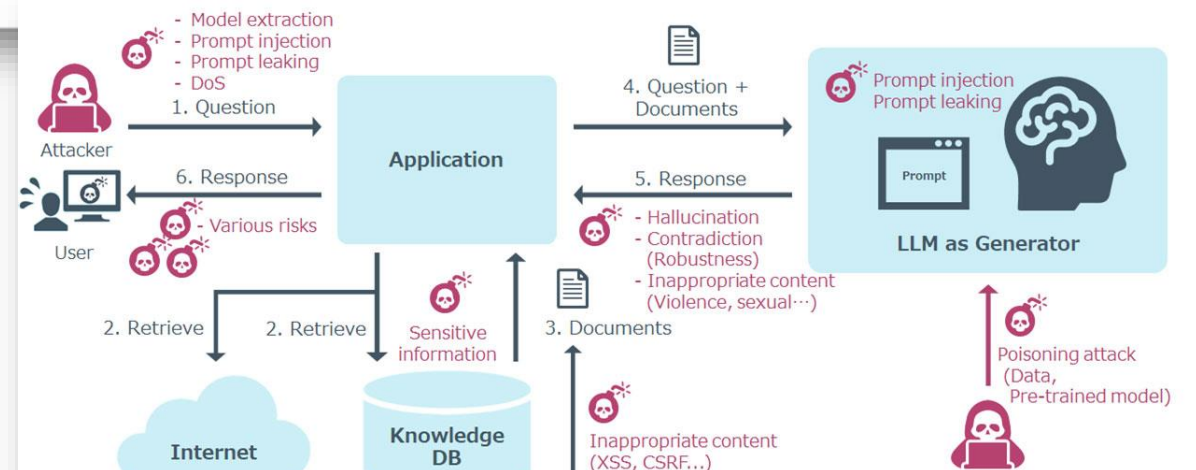 - Model extraction
- Prompt injection
- Prompt leaking
- DoS
1. Question
Attacker
Application
4. Question +
Documents
Prompt injection
Prompt leaking
Prompt
LLM as Generator
6. Response
- Various risks
User
5. Response
- Hallucination
- Contradiction
(Robustness)
- Inappropriate content
(Violence, sexual…)
2. Retrieve
2. Retrieve
Sensitive
information
3. Documents
Poisoning attack
(Data,
Pre-trained model)
Internet
Knowledge
DB
Inappropriate content
(XSS, CSRF...)